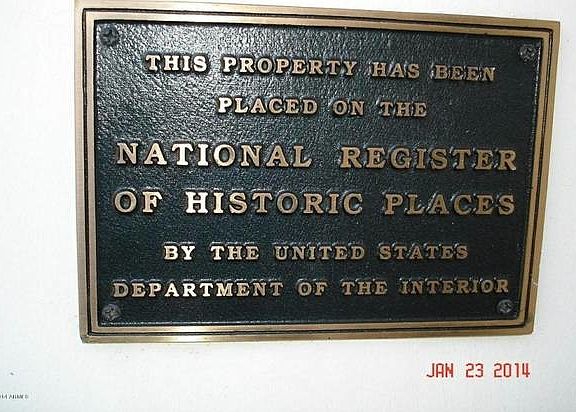 THIS PROPERTY HAS BEEN
PLACED ON THE
NATIONAL REGISTER
OF HISTORIC PLACES
BY THE UNITED STATES
DEPARTMENT OF THE INTERIOR
JAN 23 2014